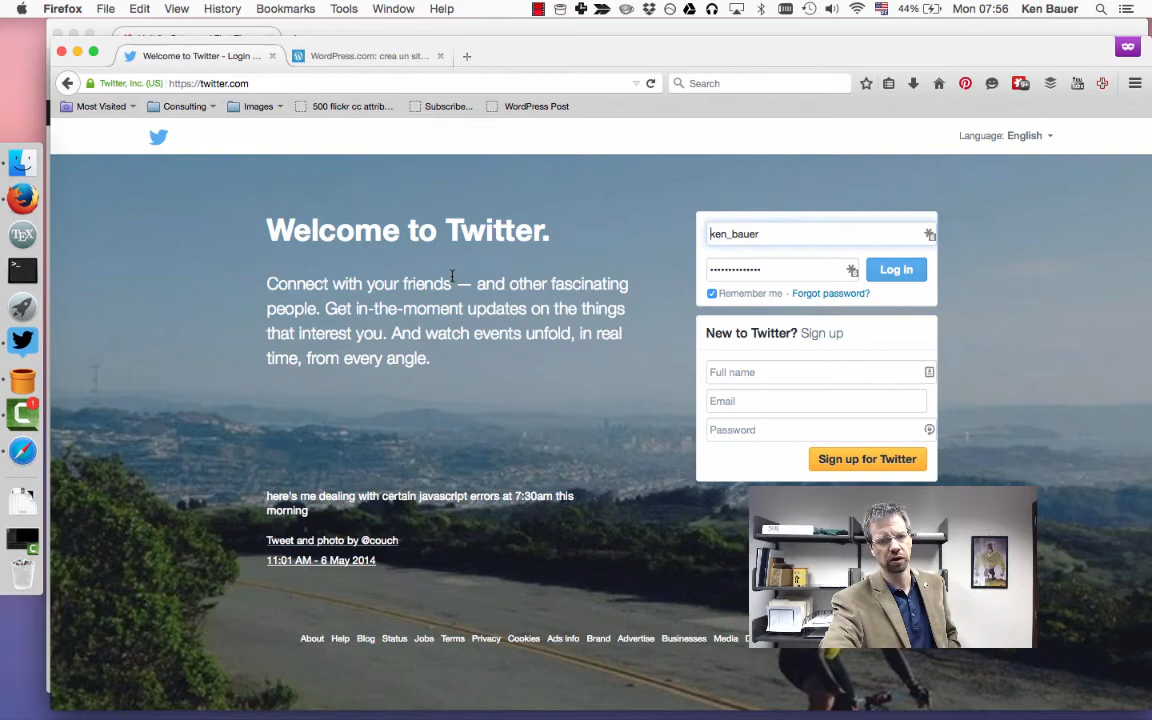 Firefox File Edit View History Bookmarks Tools Window Help 44% Mon 07:56 Ken Bauer
Welcome to Twitter - Login ... WordPress.com: crea un sit...
Twitter, Inc. (US) https://twitter.com Search
Most Visited Consulting Images 500 flickr cc attrib... Subscribe... WordPress Post
Language: English
Welcome to Twitter.
Connect with your friends — and other fascinating
people. Get in-the-moment updates on the things
that interest you. And watch events unfold, in real
time, from every angle.
ken_bauer
•••••••••••••• Log in
Remember me · Forgot password?
New to Twitter? Sign up
Full name
Email
Password
Sign up for Twitter
here's me dealing with certain javascript errors at 7:30am this
morning
Tweet and photo by @couch
11:01 AM - 6 May 2014
About Help Blog Status Jobs Terms Privacy Cookies Ads info Brand Advertise Businesses Media
TEX
1